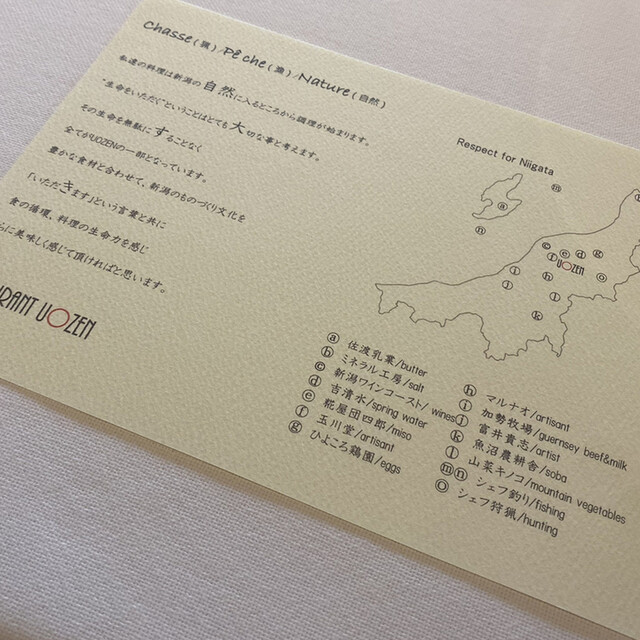 Chasse(猟)/Pêche(漁)/Nature(自然)
私達の料理は新潟の自然に入るところから調理が始まります。
"生命をいただく"ということはとても大切な事と考えます。
その生命を無駄にすることなく
全てがUOZENの一部となっています。
豊かな食材と合わせて、新潟のものづくり文化を
「いただきます」という言葉と共に
食の循環、料理の生命力を感じ
らに美味しく感じて頂ければと思います。
RANT UOZEN
Respect for Niigata
m
a
n
c e d g
f UOZEN o
i h
j l
k
a 佐渡乳業/butter
b ミネラル工房/salt
c 新潟ワインコースト/wines
d 吉清水/spring water
e 糀屋団四郎/miso
f 玉川堂/artisant
g ひよころ鶏園/eggs
h マルナオ/artisant
i 加勢牧場/guernsey beef&milk
j 富井貴志/artist
k 魚沼農耕舎/soba
l 山菜キノコ/mountain vegetables
mn シェフ釣り/fishing
o シェフ狩猟/hunting